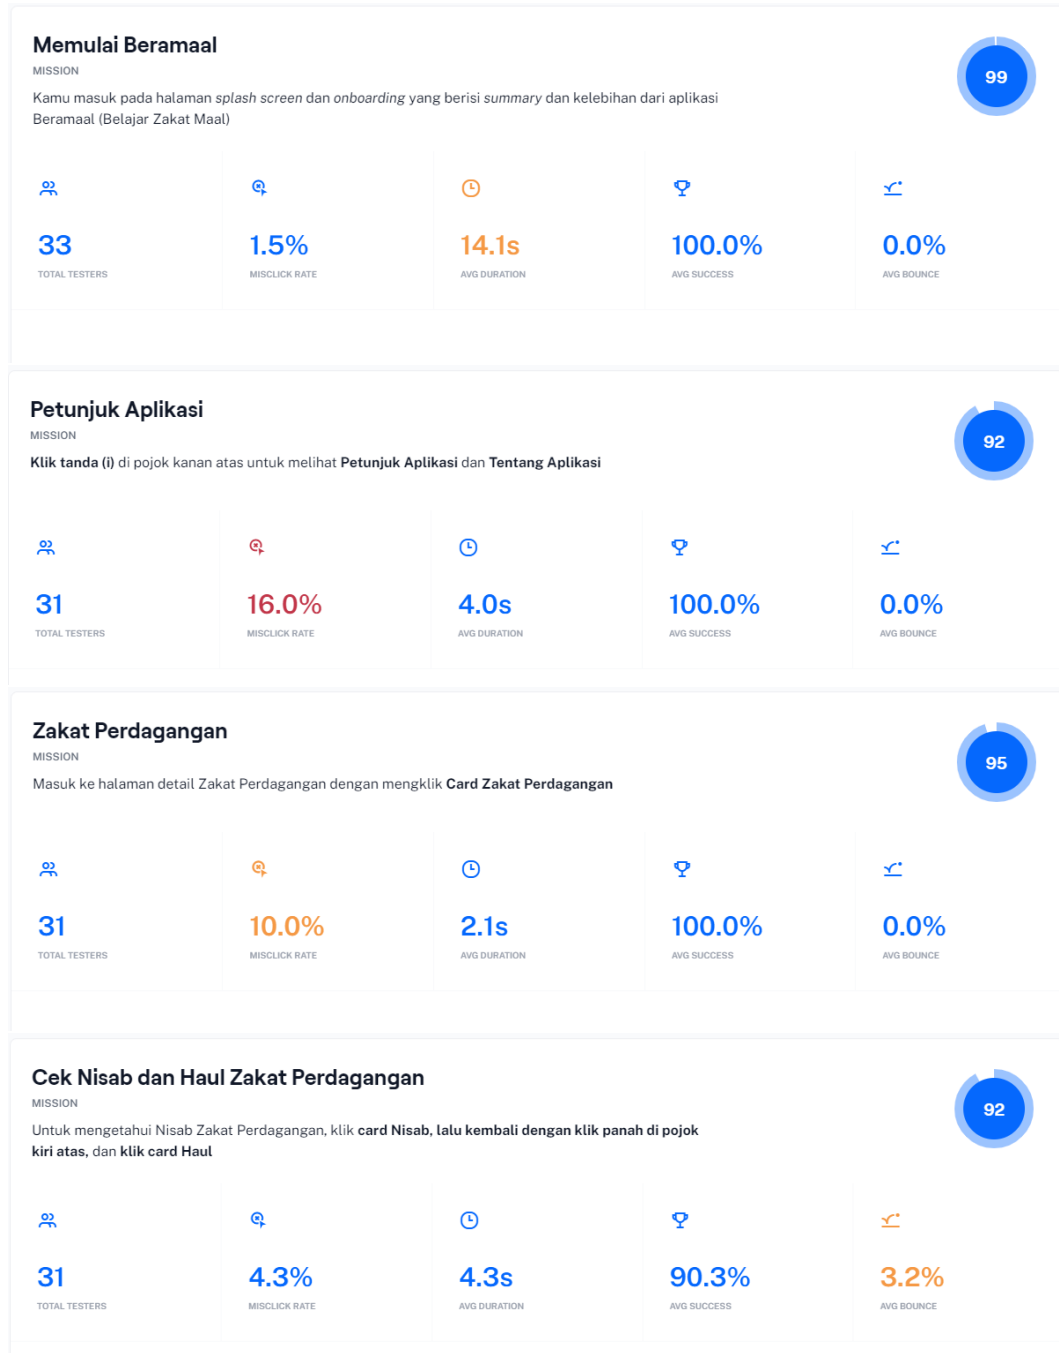 Memulai Beramaal
MISSION
Kamu masuk pada halaman splash screen dan onboarding yang berisi summary dan kelebihan dari aplikasi
Beramaal (Belajar Zakat Maal)
99
33
TOTAL TESTERS
1.5%
MISCLICK RATE
14.1s
AVG DURATION
100.0%
AVG SUCCESS
0.0%
AVG BOUNCE
Petunjuk Aplikasi
MISSION
Klik tanda (i) di pojok kanan atas untuk melihat Petunjuk Aplikasi dan Tentang Aplikasi
92
31
TOTAL TESTERS
16.0%
MISCLICK RATE
4.0s
AVG DURATION
100.0%
AVG SUCCESS
0.0%
AVG BOUNCE
Zakat Perdagangan
MISSION
Masuk ke halaman detail Zakat Perdagangan dengan mengklik Card Zakat Perdagangan
95
31
TOTAL TESTERS
10.0%
MISCLICK RATE
2.1s
AVG DURATION
100.0%
AVG SUCCESS
0.0%
AVG BOUNCE
Cek Nisab dan Haul Zakat Perdagangan
MISSION
Untuk mengetahui Nisab Zakat Perdagangan, klik card Nisab, lalu kembali dengan klik panah di pojok
kiri atas, dan klik card Haul
92
31
TOTAL TESTERS
4.3%
MISCLICK RATE
4.3s
AVG DURATION
90.3%
AVG SUCCESS
3.2%
AVG BOUNCE